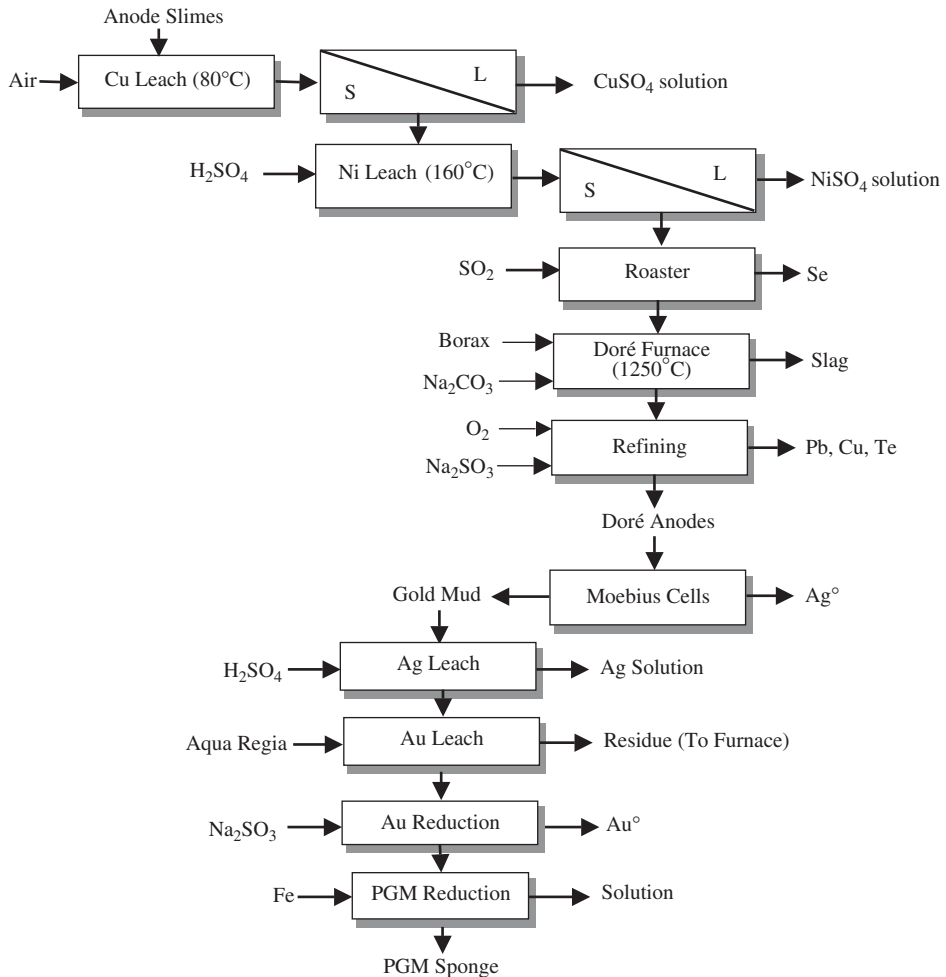 Anode Slimes
Air
Cu Leach (80°C)
S
L
CuSO₄ solution
H₂SO₄
Ni Leach (160°C)
S
L
NiSO₄ solution
SO₂
Roaster
Se
Borax
Na₂CO₃
Doré Furnace
(1250°C)
Slag
O₂
Na₂SO₃
Refining
Pb, Cu, Te
Doré Anodes
Gold Mud
Moebius Cells
Ag°
H₂SO₄
Ag Leach
Ag Solution
Aqua Regia
Au Leach
Residue (To Furnace)
Na₂SO₃
Au Reduction
Au°
Fe
PGM Reduction
Solution
PGM Sponge